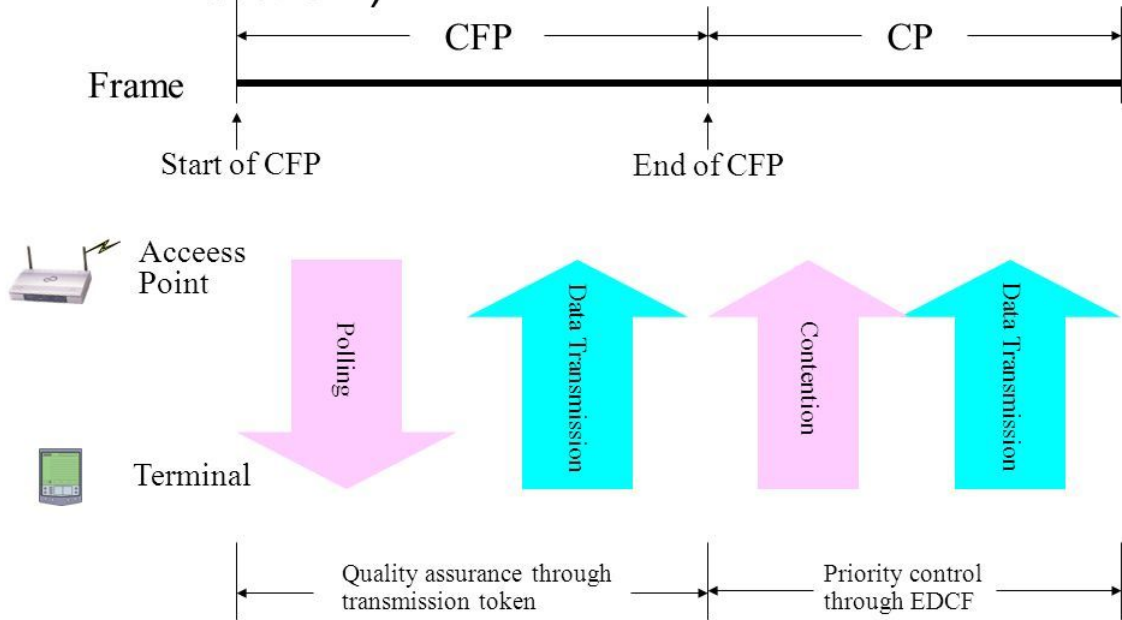 CFP
CP
Frame
Start of CFP
End of CFP
Acceess
Point
Polling
Data Transmission
Contention
Data Transmission
Terminal
Quality assurance through
transmission token
Priority control
through EDCF